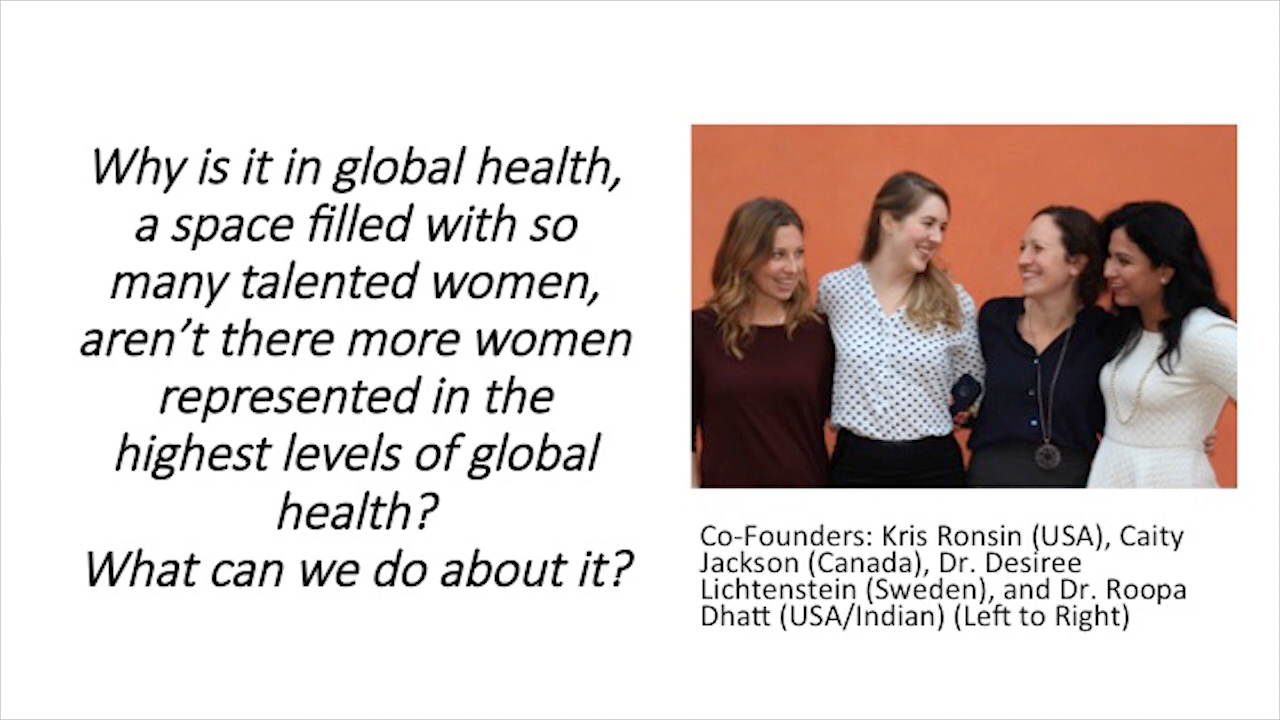 Why is it in global health,
a space filled with so
many talented women,
aren’t there more women
represented in the
highest levels of global
health?
What can we do about it?
Co-Founders: Kris Ronsin (USA), Caity
Jackson (Canada), Dr. Desiree
Lichtenstein (Sweden), and Dr. Roopa
Dhatt (USA/Indian) (Left to Right)